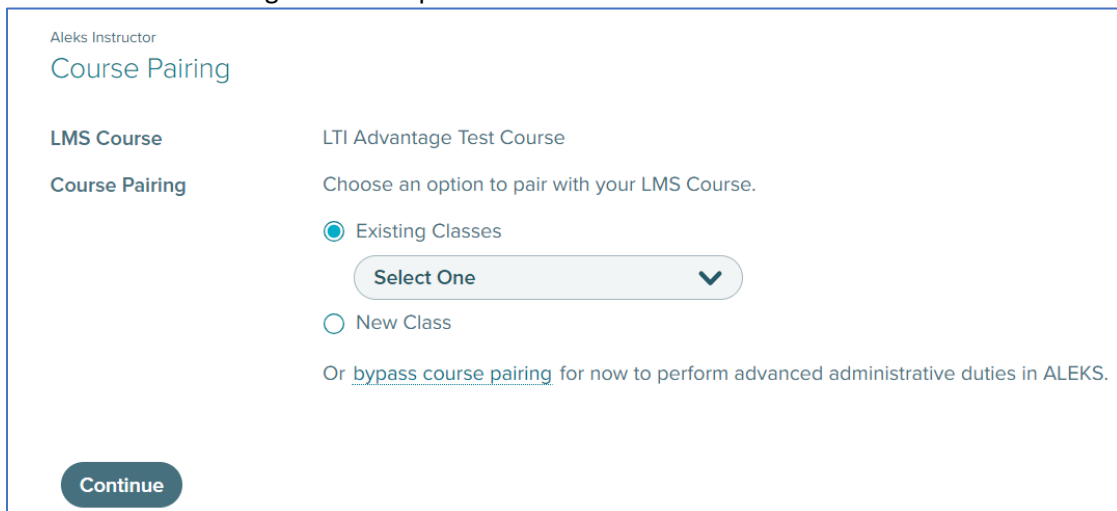 Aleks Instructor
Course Pairing
LMS Course LTI Advantage Test Course
Course Pairing Choose an option to pair with your LMS Course.
Existing Classes
Select One
New Class
Or bypass course pairing for now to perform advanced administrative duties in ALEKS.
Continue